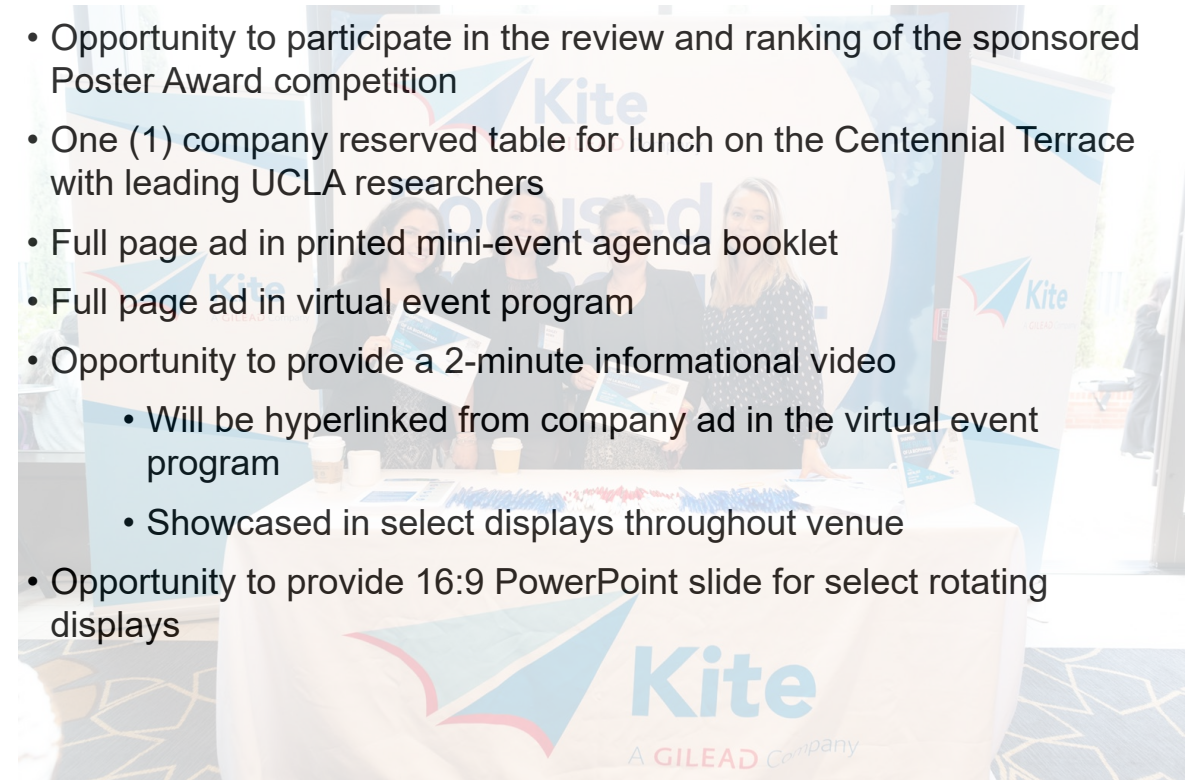 • Opportunity to participate in the review and ranking of the sponsored
Poster Award competition
• One (1) company reserved table for lunch on the Centennial Terrace
with leading UCLA researchers
• Full page ad in printed mini-event agenda booklet
• Full page ad in virtual event program
• Opportunity to provide a 2-minute informational video
• Will be hyperlinked from company ad in the virtual event
program
• Showcased in select displays throughout venue
• Opportunity to provide 16:9 PowerPoint slide for select rotating
displays
Kite
Focused
Kite
Kite
Kite
A GILEAD Company